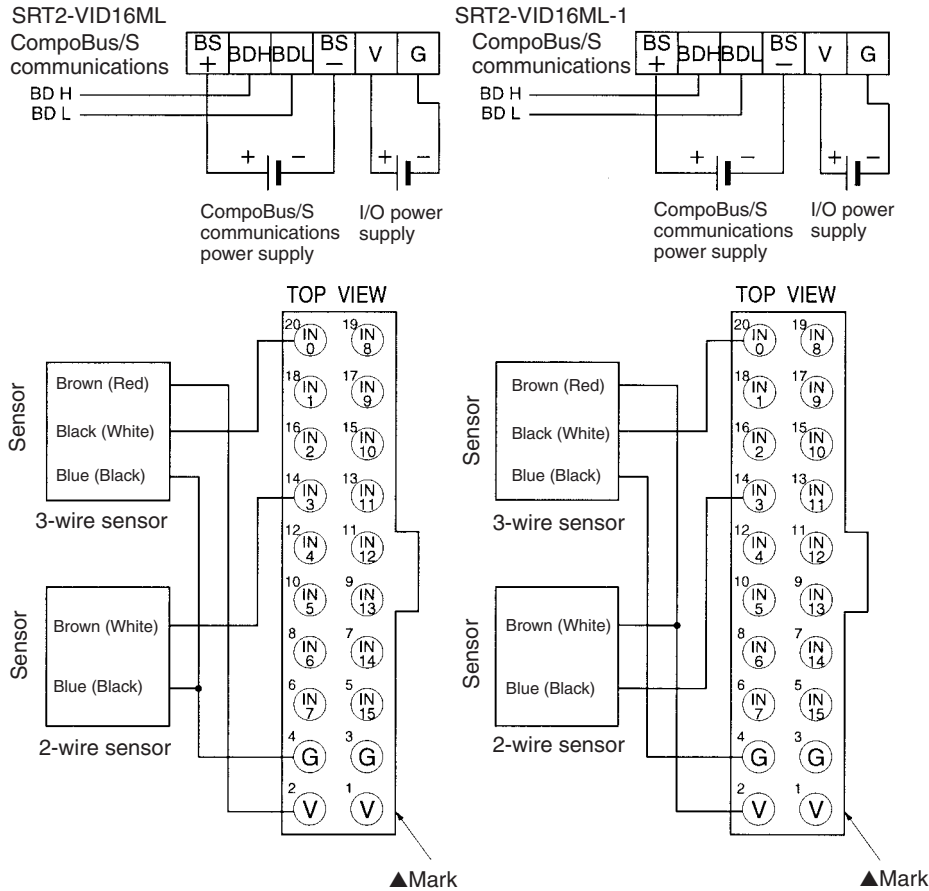 SRT2-VID16ML
CompoBus/S
communications
BS
+
BDH
BDL
BS
–
V
G
BD H
BD L
+ –
+ –
CompoBus/S
communications
power supply
I/O power
supply
TOP VIEW
20 IN 0
19 IN 8
18 IN 1
17 IN 9
16 IN 2
15 IN 10
14 IN 3
13 IN 11
12 IN 4
11 IN 12
10 IN 5
9 IN 13
8 IN 6
7 IN 14
6 IN 7
5 IN 15
4 G
3 G
2 V
1 V
Sensor
Brown (Red)
Black (White)
Blue (Black)
3-wire sensor
Sensor
Brown (White)
Blue (Black)
2-wire sensor
▲Mark
SRT2-VID16ML-1
CompoBus/S
communications
BS
+
BDH
BDL
BS
–
V
G
BD H
BD L
+ –
+ –
CompoBus/S
communications
power supply
I/O power
supply
TOP VIEW
20 IN 0
19 IN 8
18 IN 1
17 IN 9
16 IN 2
15 IN 10
14 IN 3
13 IN 11
12 IN 4
11 IN 12
10 IN 5
9 IN 13
8 IN 6
7 IN 14
6 IN 7
5 IN 15
4 G
3 G
2 V
1 V
Sensor
Brown (Red)
Black (White)
Blue (Black)
3-wire sensor
Sensor
Brown (White)
Blue (Black)
2-wire sensor
▲Mark